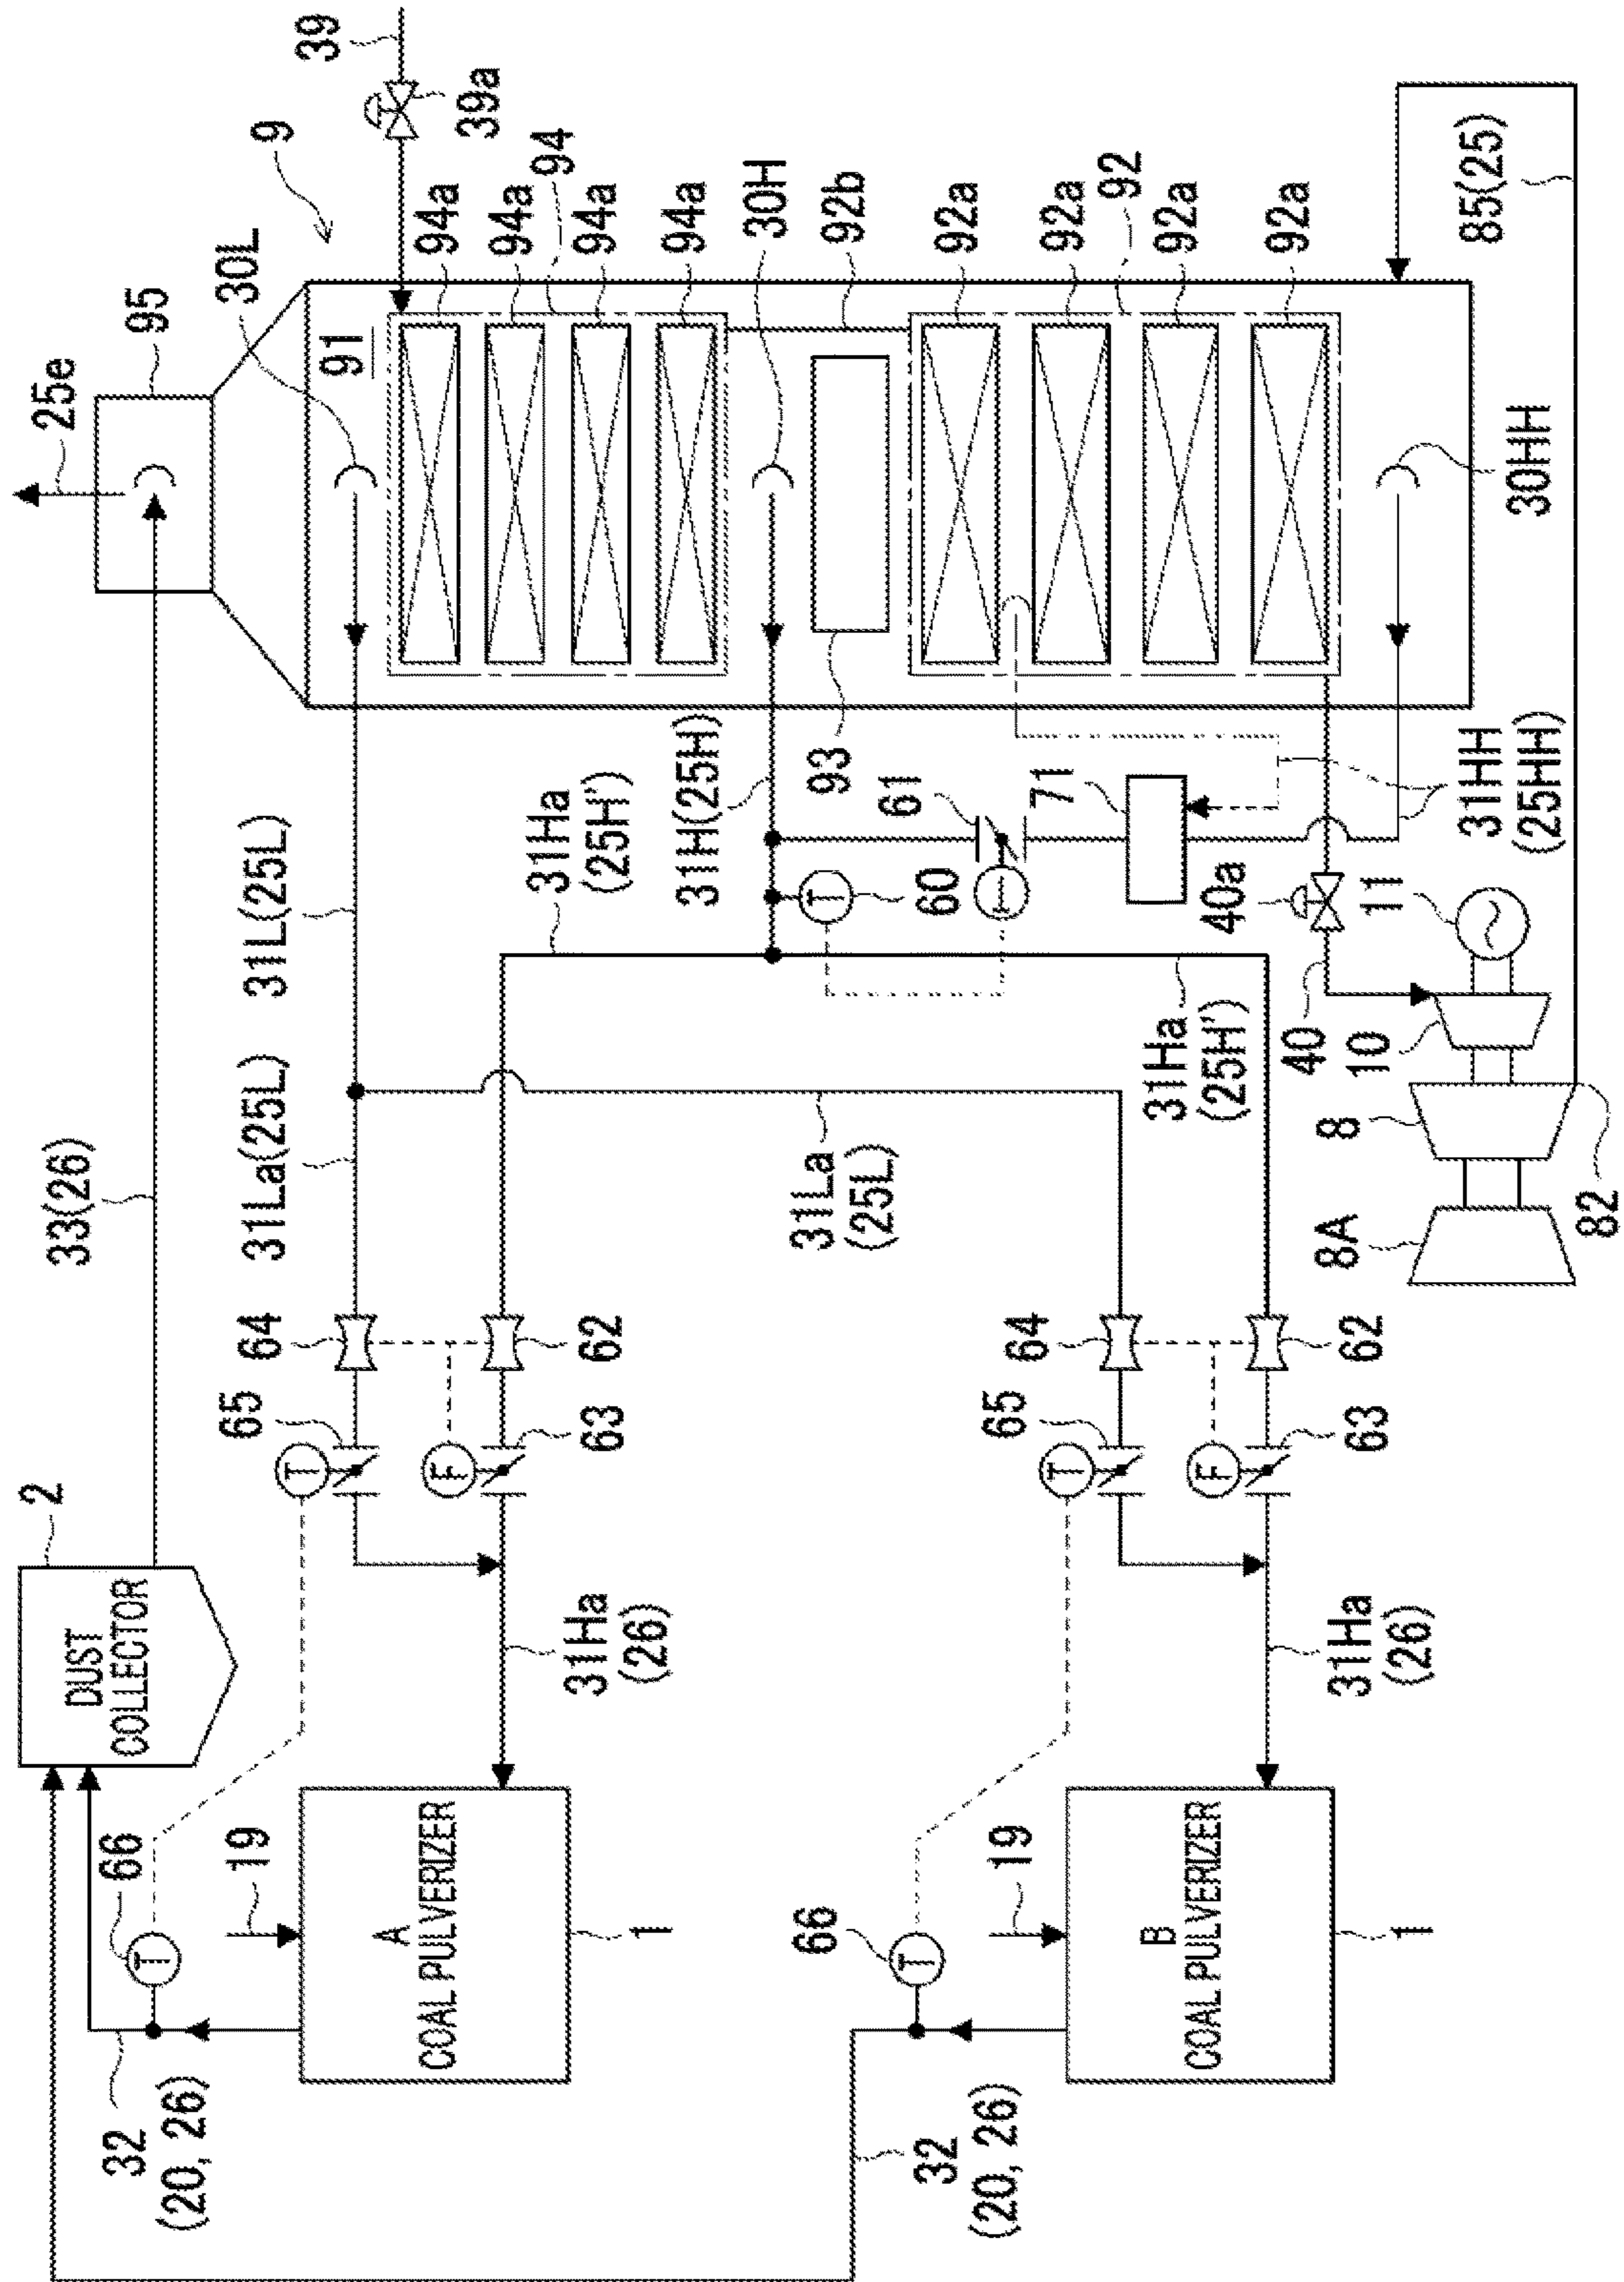 39
39a
9
94
94a
94a
94a
94a
30H
92b
92a
92a
92
92a
92a
85(25)
30L
95
25e
91
30HH
93
31H(25H)
31Ha
(25H')
61
71
31HH
(25HH)
60
T
40a
11
31L(25L)
31La(25L)
33(26)
31Ha
(25H')
40
10
8
8A
82
31La
(25L)
64
62
65
T
F
63
64
62
65
T
F
63
2
DUST
COLLECTOR
31Ha
(26)
31Ha
(26)
66
T
19
A
COAL PULVERIZER
1
66
T
19
B
COAL PULVERIZER
1
32
(20, 26)
32
(20, 26)